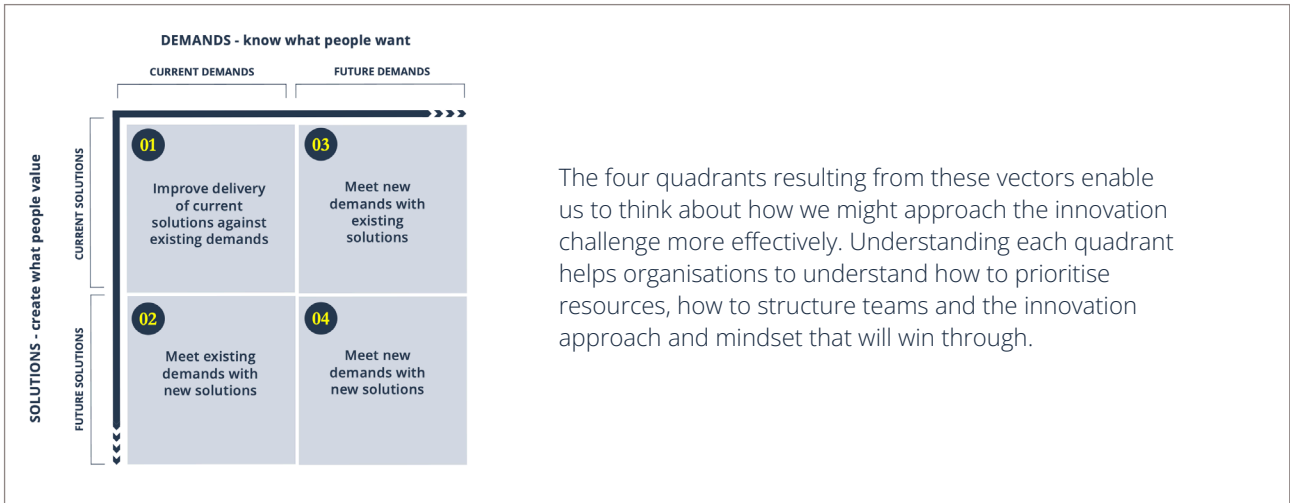 DEMANDS - know what people want
CURRENT DEMANDS
FUTURE DEMANDS
SOLUTIONS - create what people value
CURRENT SOLUTIONS
FUTURE SOLUTIONS
01
Improve delivery
of current
solutions against
existing demands
03
Meet new
demands with
existing
solutions
02
Meet existing
demands with
new solutions
04
Meet new
demands with
new solutions
The four quadrants resulting from these vectors enable
us to think about how we might approach the innovation
challenge more effectively. Understanding each quadrant
helps organisations to understand how to prioritise
resources, how to structure teams and the innovation
approach and mindset that will win through.